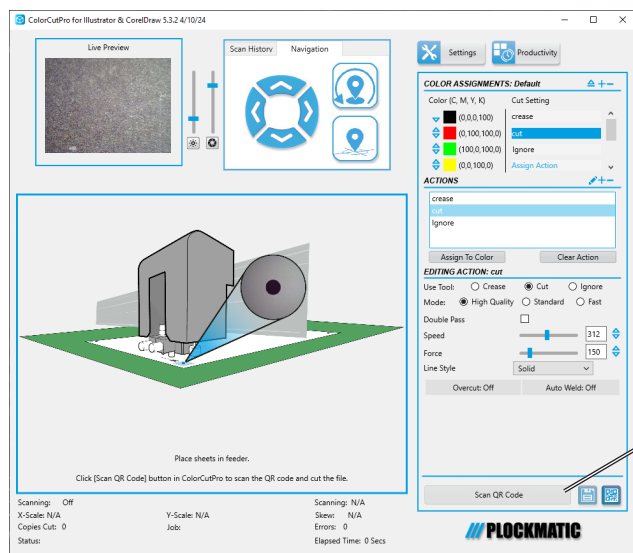 ColorCutPro for Illustrator & CorelDraw 5.3.2 4/10/24
Live Preview
Scan History Navigation
Settings Productivity
COLOR ASSIGNMENTS: Default
Color (C, M, Y, K) Cut Setting
(0,0,0,100) crease
(0,100,100,0) cut
(100,0,100,0) Ignore
(0,0,100,0) Assign Action
ACTIONS
crease
cut
Ignore
Assign To Color Clear Action
EDITING ACTION: cut
Use Tool: Crease Cut Ignore
Mode: High Quality Standard Fast
Double Pass
Speed 312
Force 150
Line Style Solid
Overcut: Off Auto Weld: Off
Place sheets in feeder.
Click [Scan QR Code] button in ColorCutPro to scan the QR code and cut the file.
Scan QR Code
Scanning: Off Scanning: N/A
X-Scale: N/A Y-Scale: N/A Skew: N/A
Copies Cut: 0 Job: Errors: 0
Status: Elapsed Time: 0 Secs
PLOCKMATIC